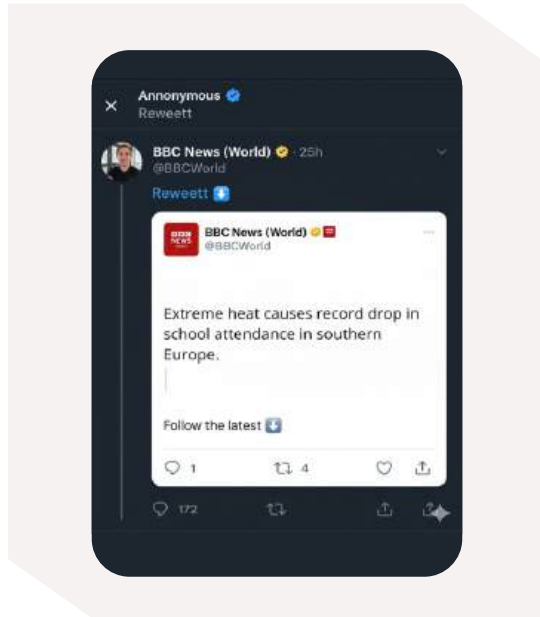 Annonymous
Reweett
BBC News (World) · 25h
@BBCWorld
Reweett
BBC NEWS
BBC News (World)
@BBCWorld
Extreme heat causes record drop in
school attendance in southern
Europe.
Follow the latest
1 4
172